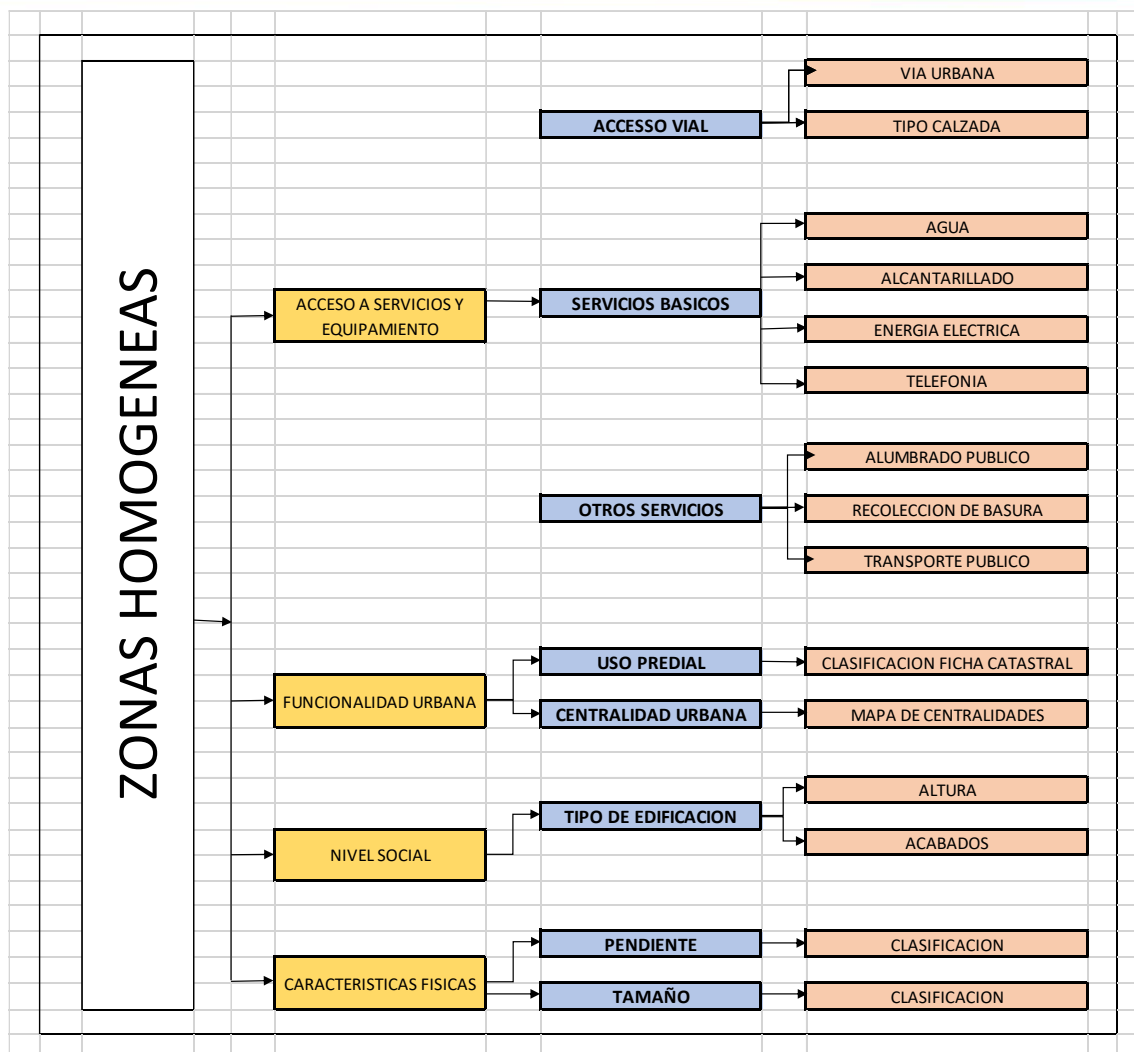 ZONAS HOMOGENEAS
VIA URBANA
ACCESSO VIAL
TIPO CALZADA
AGUA
ALCANTARILLADO
ACCESO A SERVICIOS Y
EQUIPAMIENTO
SERVICIOS BASICOS
ENERGIA ELECTRICA
TELEFONIA
ALUMBRADO PUBLICO
OTROS SERVICIOS
RECOLECCION DE BASURA
TRANSPORTE PUBLICO
USO PREDIAL
CLASIFICACION FICHA CATASTRAL
FUNCIONALIDAD URBANA
CENTRALIDAD URBANA
MAPA DE CENTRALIDADES
ALTURA
TIPO DE EDIFICACION
NIVEL SOCIAL
ACABADOS
PENDIENTE
CLASIFICACION
CARACTERISTICAS FISICAS
TAMAÑO
CLASIFICACION